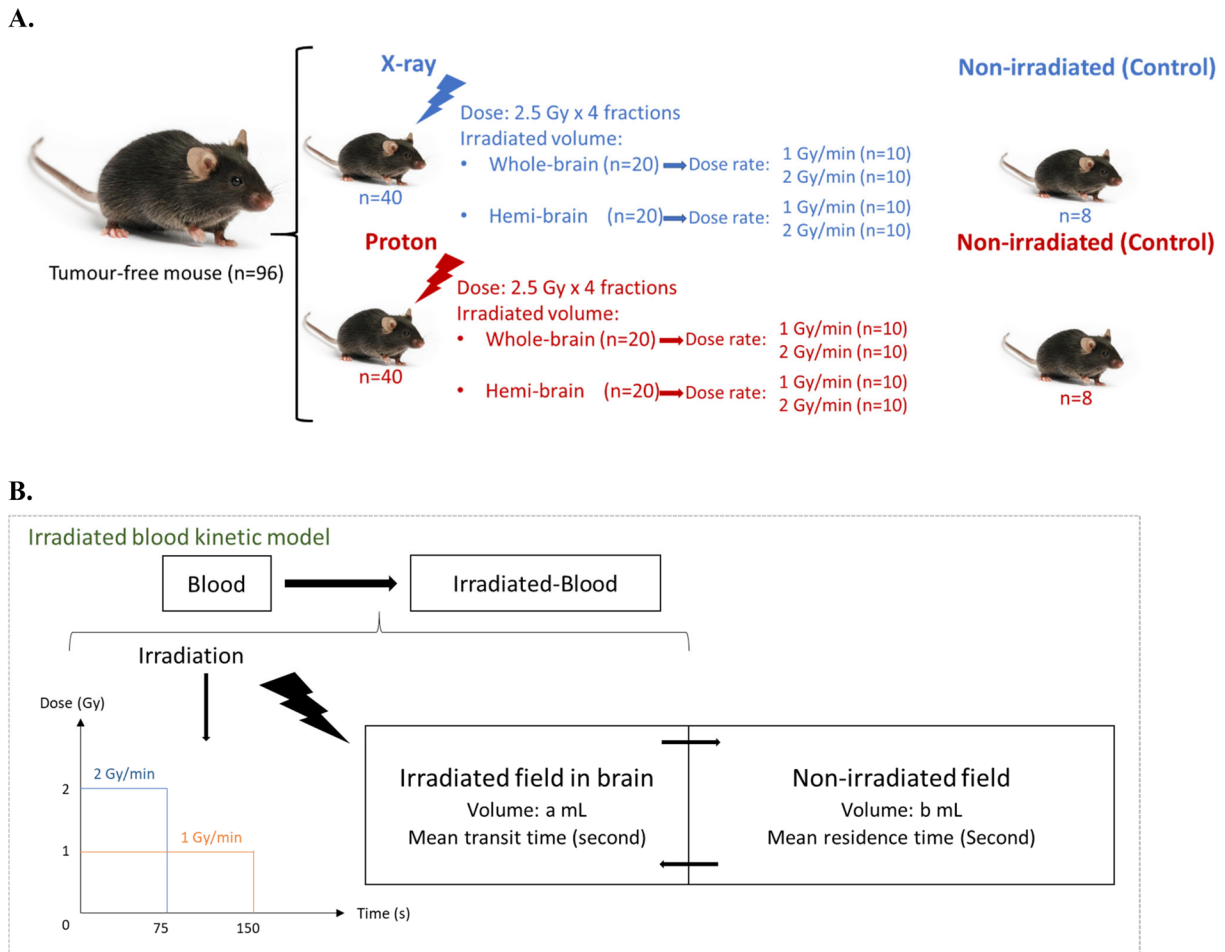 A.
X-ray
Non-irradiated (Control)
Dose: 2.5 Gy x 4 fractions
Irradiated volume:
• Whole-brain (n=20) Dose rate: 1 Gy/min (n=10)
2 Gy/min (n=10)
n=40
• Hemi-brain (n=20) Dose rate: 1 Gy/min (n=10)
2 Gy/min (n=10)
n=8
Tumour-free mouse (n=96)
Proton
Non-irradiated (Control)
Dose: 2.5 Gy x 4 fractions
Irradiated volume:
• Whole-brain (n=20) Dose rate: 1 Gy/min (n=10)
2 Gy/min (n=10)
n=40
• Hemi-brain (n=20) Dose rate: 1 Gy/min (n=10)
2 Gy/min (n=10)
n=8
B.
Irradiated blood kinetic model
Blood
Irradiated-Blood
Irradiation
Dose (Gy)
2 Gy/min
2
1 Gy/min
1
0
75
150
Time (s)
Irradiated field in brain
Volume: a mL
Mean transit time (second)
Non-irradiated field
Volume: b mL
Mean residence time (Second)